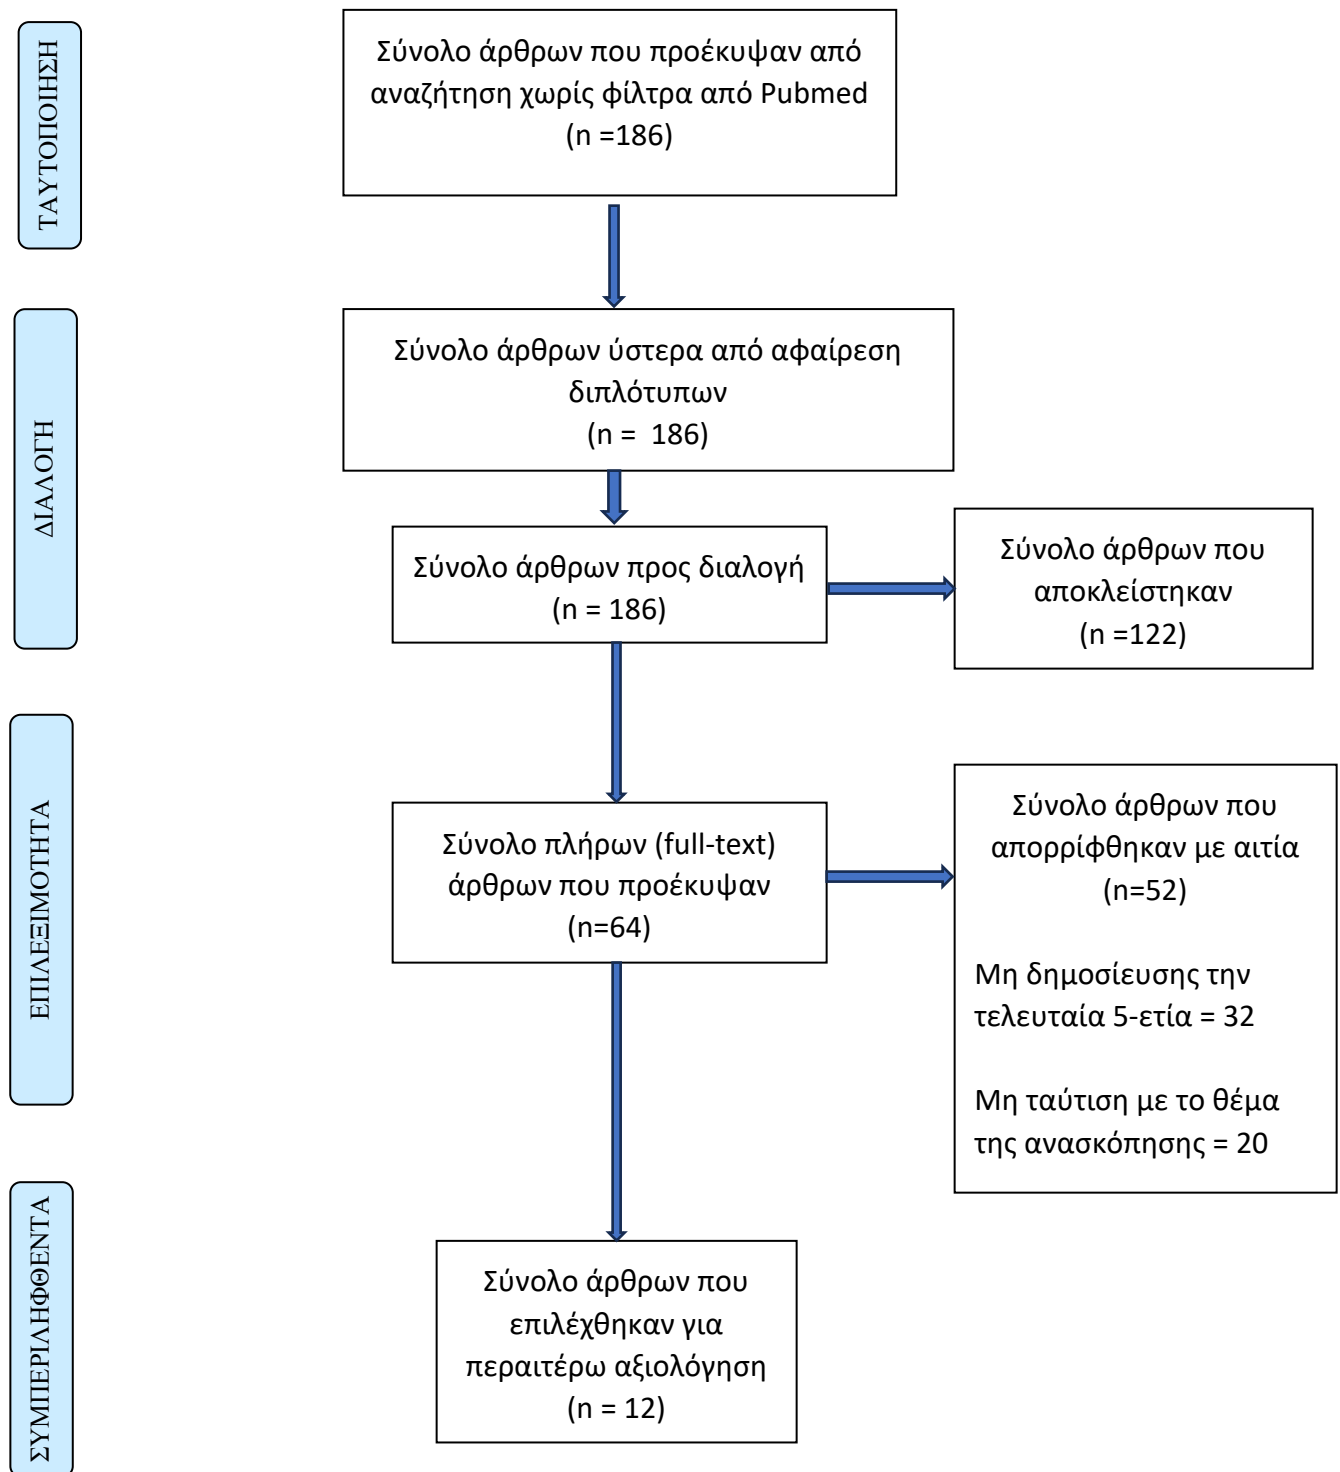 ΤΑΥΤΟΠΟΙΗΣΗ
Σύνολο άρθρων που προέκυψαν από
αναζήτηση χωρίς φίλτρα από Pubmed
(n =186)
ΔΙΑΛΟΓΗ
Σύνολο άρθρων ύστερα από αφαίρεση
διπλότυπων
(n = 186)
Σύνολο άρθρων προς διαλογή
(n = 186)
Σύνολο άρθρων που
αποκλείστηκαν
(n =122)
ΕΠΙΛΕΞΙΜΟΤΗΤΑ
Σύνολο πλήρων (full-text)
άρθρων που προέκυψαν
(n=64)
Σύνολο άρθρων που
απορρίφθηκαν με αιτία
(n=52)
Μη δημοσίευσης την
τελευταία 5-ετία = 32
Μη ταύτιση με το θέμα
της ανασκόπησης = 20
ΣΥΜΠΕΡΙΛΗΦΘΕΝΤΑ
Σύνολο άρθρων που
επιλέχθηκαν για
περαιτέρω αξιολόγηση
(n = 12)